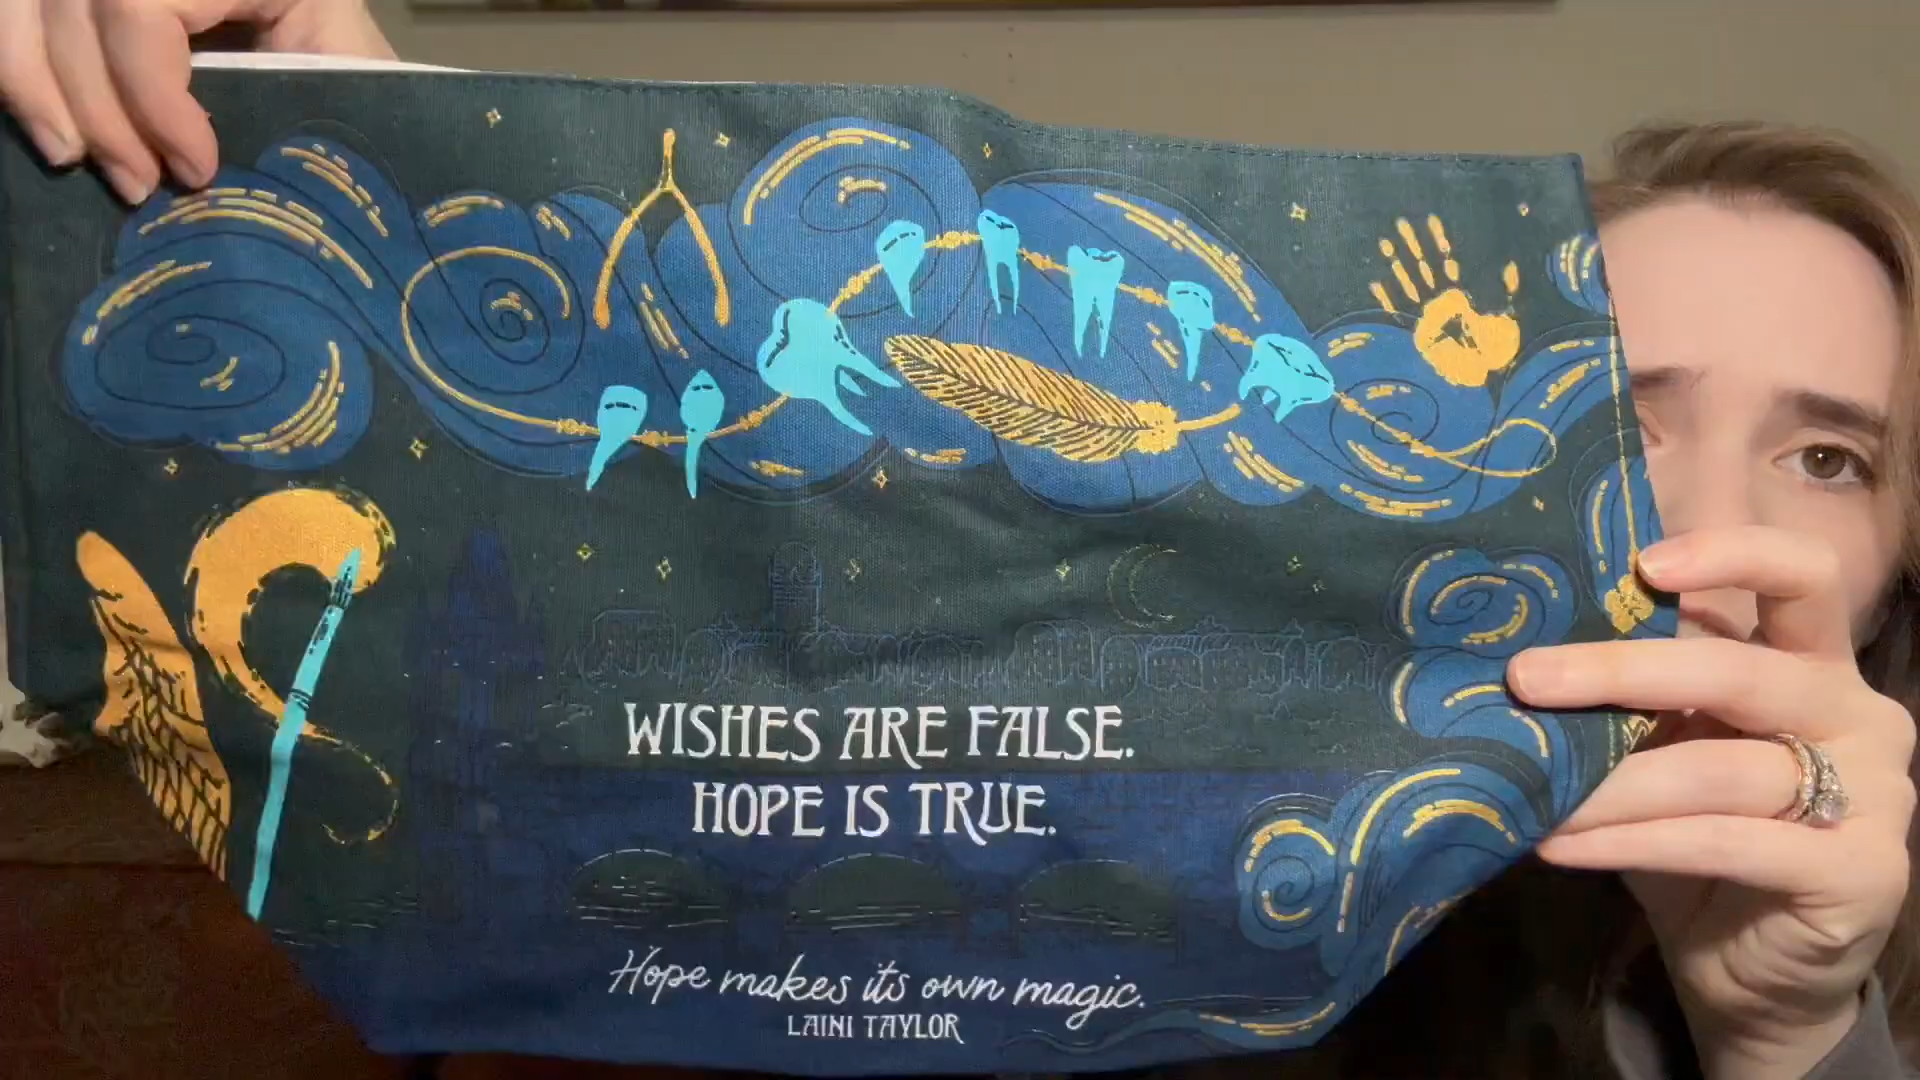 WISHES ARE FALSE.
HOPE IS TRUE.
Hope makes its own magic.
LAINI TAYLOR